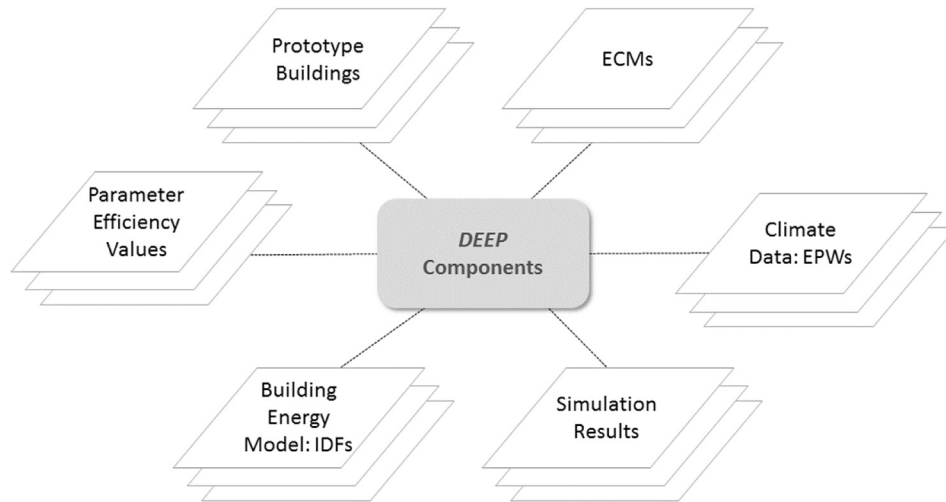 Prototype
Buildings
ECMs
Parameter
Efficiency
Values
DEEP
Components
Climate
Data: EPWs
Building
Energy
Model: IDFs
Simulation
Results